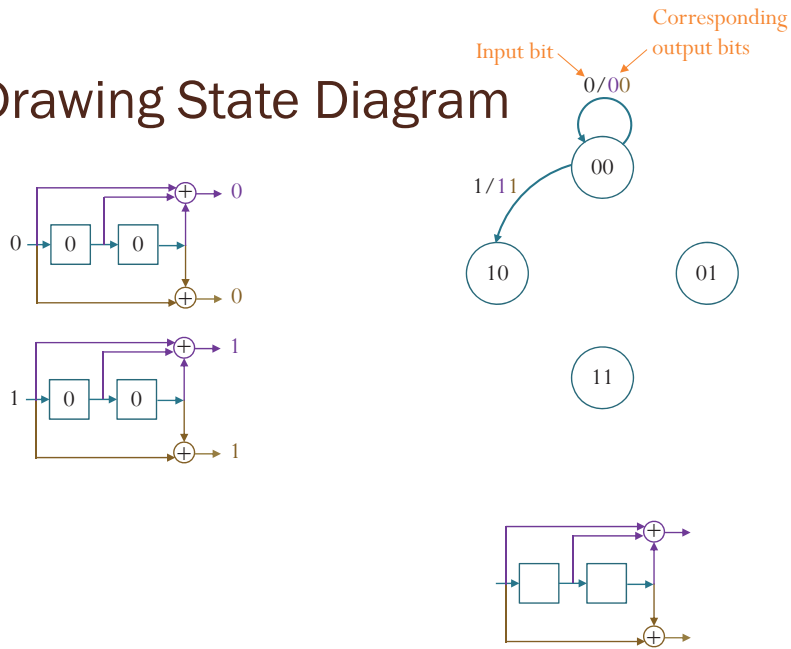 Corresponding
Input bit output bits
Drawing State Diagram
0/00
00
1/11
0 0 0 + 0
+ 0
10
01
1 0 0 + 1
+ 1
11
+
+